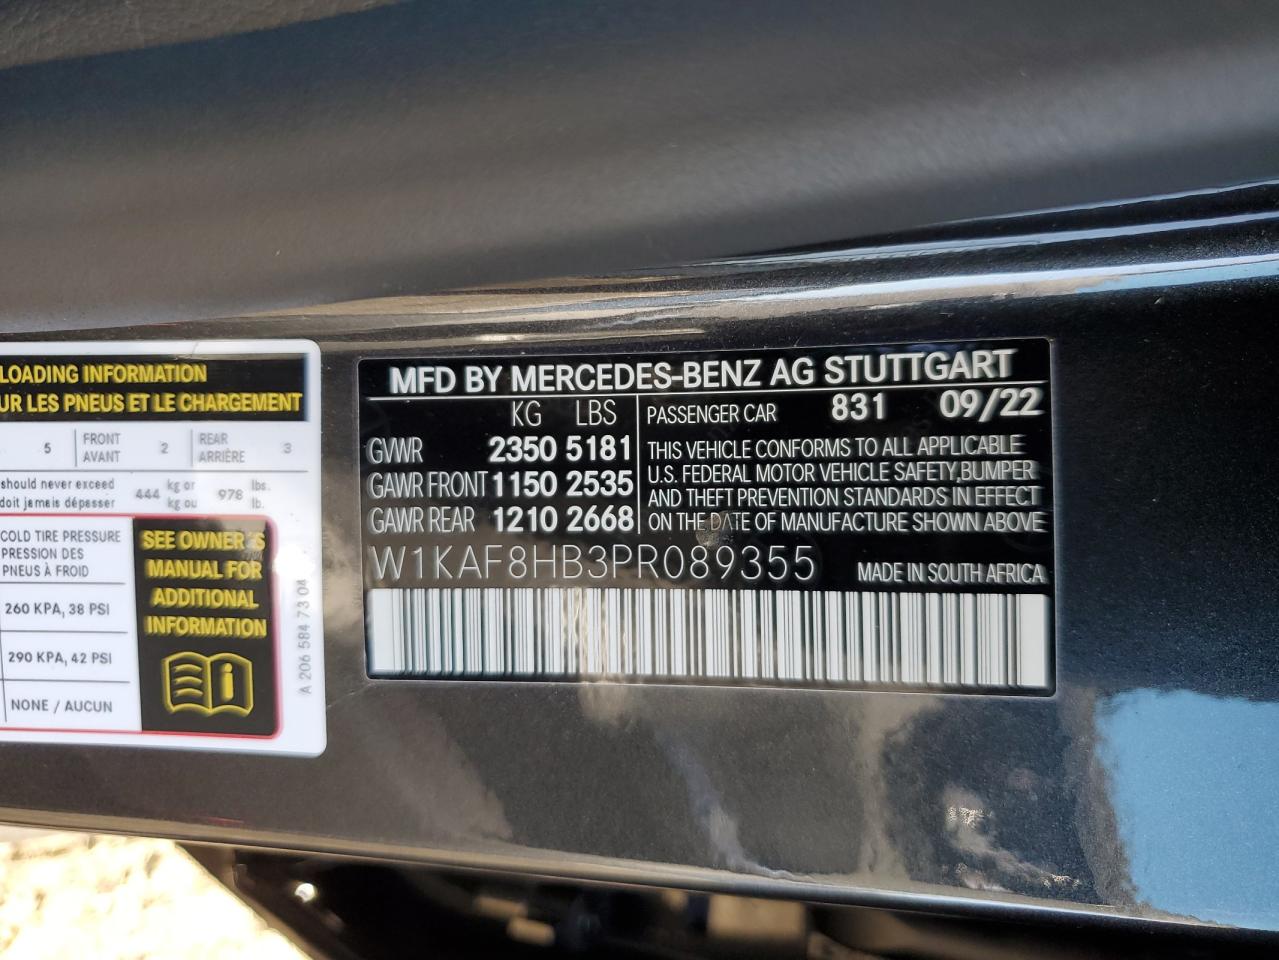 LOADING INFORMATION
UR LES PNEUS ET LE CHARGEMENT
5 FRONT AVANT 2 REAR ARRIÈRE 3
should never exceed
doit jamais dépasser
444 kg or kg ou 978 lbs. lb.
COLD TIRE PRESSURE
PRESSION DES
PNEUS À FROID
260 KPA, 38 PSI
290 KPA, 42 PSI
NONE / AUCUN
SEE OWNER'S
MANUAL FOR
ADDITIONAL
INFORMATION
i
A 206 584 73 04
MFD BY MERCEDES-BENZ AG STUTTGART
KG LBS
GVWR 2350 5181
GAWR FRONT 1150 2535
GAWR REAR 1210 2668
PASSENGER CAR 831 09/22
THIS VEHICLE CONFORMS TO ALL APPLICABLE
U.S. FEDERAL MOTOR VEHICLE SAFETY,BUMPER
AND THEFT PREVENTION STANDARDS IN EFFECT
ON THE DATE OF MANUFACTURE SHOWN ABOVE
W1KAF8HB3PR089355 MADE IN SOUTH AFRICA